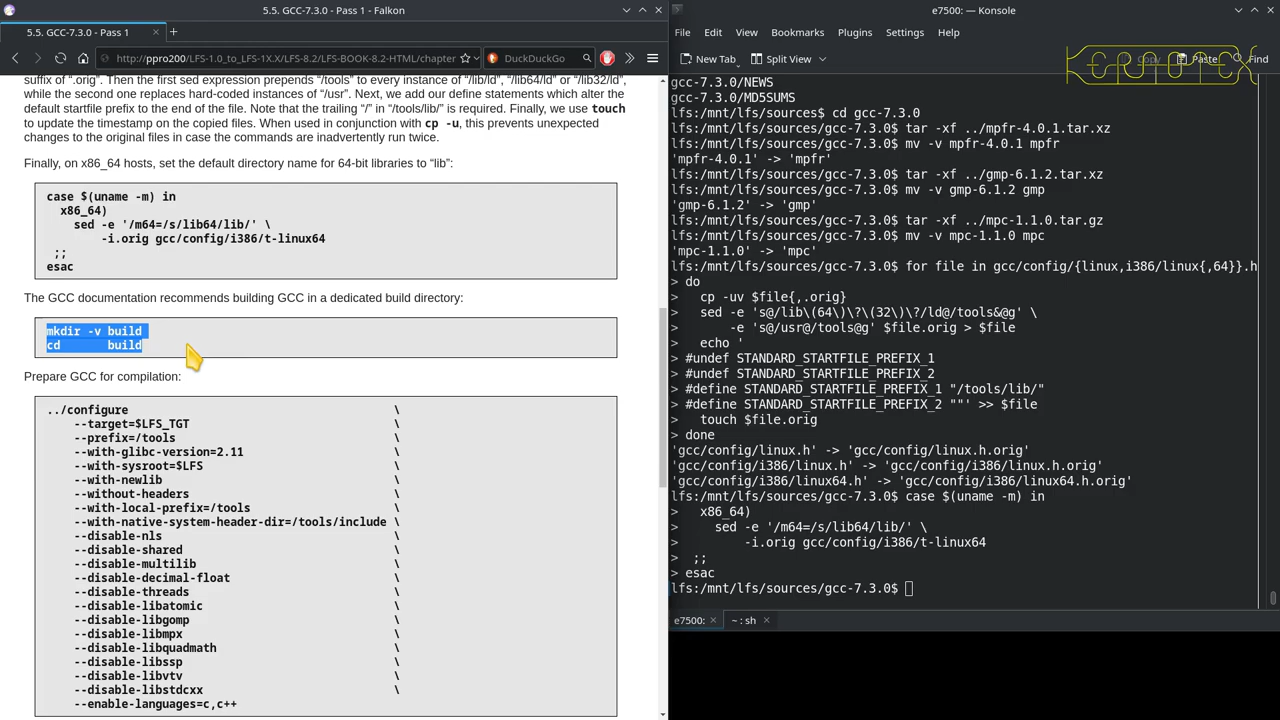 5.5. GCC-7.3.0 - Pass 1 - Falkon
5.5. GCC-7.3.0 - Pass 1
http://ppro200/LFS-1.0_to_LFS-1X.X/LFS-8.2/LFS-BOOK-8.2-HTML/chapter
DuckDuckGo
suffix of “.orig”. Then the first sed expression prepends “/tools” to every instance of “/lib/ld”, “/lib64/ld” or “/lib32/ld”,
while the second one replaces hard-coded instances of “/usr”. Next, we add our define statements which alter the
default startfile prefix to the end of the file. Note that the trailing “/” in “/tools/lib/” is required. Finally, we use touch
to update the timestamp on the copied files. When used in conjunction with cp -u, this prevents unexpected
changes to the original files in case the commands are inadvertently run twice.
Finally, on x86_64 hosts, set the default directory name for 64-bit libraries to “lib”:
case $(uname -m) in
x86_64)
sed -e '/m64=/s/lib64/lib/' \
-i.orig gcc/config/i386/t-linux64
;;
esac
The GCC documentation recommends building GCC in a dedicated build directory:
mkdir -v build
cd build
Prepare GCC for compilation:
../configure \
--target=$LFS_TGT
--prefix=/tools \
--with-glibc-version=2.11 \
--with-sysroot=$LFS \
--with-newlib \
--without-headers \
--with-local-prefix=/tools \
--with-native-system-header-dir=/tools/include \
--disable-nls \
--disable-shared \
--disable-multilib \
--disable-decimal-float \
--disable-threads \
--disable-libatomic \
--disable-libgomp \
--disable-libmpx \
--disable-libquadmath \
--disable-libssp \
--disable-libvtv \
--disable-libstdcxx \
--enable-languages=c,c++
e7500: — Konsole
File Edit View Bookmarks Plugins Settings Help
New Tab Split View Copy Paste Find
gcc-7.3.0/NEWS
gcc-7.3.0/MD5SUMS
lfs:/mnt/lfs/sources$ cd gcc-7.3.0
lfs:/mnt/lfs/sources/gcc-7.3.0$ tar -xf ../mpfr-4.0.1.tar.xz
lfs:/mnt/lfs/sources/gcc-7.3.0$ mv -v mpfr-4.0.1 mpfr
'mpfr-4.0.1' -> 'mpfr'
lfs:/mnt/lfs/sources/gcc-7.3.0$ tar -xf ../gmp-6.1.2.tar.xz
lfs:/mnt/lfs/sources/gcc-7.3.0$ mv -v gmp-6.1.2 gmp
'gmp-6.1.2' -> 'gmp'
lfs:/mnt/lfs/sources/gcc-7.3.0$ tar -xf ../mpc-1.1.0.tar.gz
lfs:/mnt/lfs/sources/gcc-7.3.0$ mv -v mpc-1.1.0 mpc
'mpc-1.1.0' -> 'mpc'
lfs:/mnt/lfs/sources/gcc-7.3.0$ for file in gcc/config/{linux,i386/linux{,64}}.h
> do
> cp -uv $file{,.orig}
> sed -e 's@/lib\(64\)\?\(32\)\?/ld@/tools&@g' \
> -e 's@/usr@/tools@g' $file.orig > $file
> echo '
> #undef STANDARD_STARTFILE_PREFIX_1
> #undef STANDARD_STARTFILE_PREFIX_2
> #define STANDARD_STARTFILE_PREFIX_1 "/tools/lib/"
> #define STANDARD_STARTFILE_PREFIX_2 ""' >> $file
> touch $file.orig
> done
'gcc/config/linux.h' -> 'gcc/config/linux.h.orig'
'gcc/config/i386/linux.h' -> 'gcc/config/i386/linux.h.orig'
'gcc/config/i386/linux64.h' -> 'gcc/config/i386/linux64.h.orig'
lfs:/mnt/lfs/sources/gcc-7.3.0$ case $(uname -m) in
> x86_64)
> sed -e '/m64=/s/lib64/lib/' \
> -i.orig gcc/config/i386/t-linux64
> ;;
> esac
lfs:/mnt/lfs/sources/gcc-7.3.0$
e7500: ~ : sh